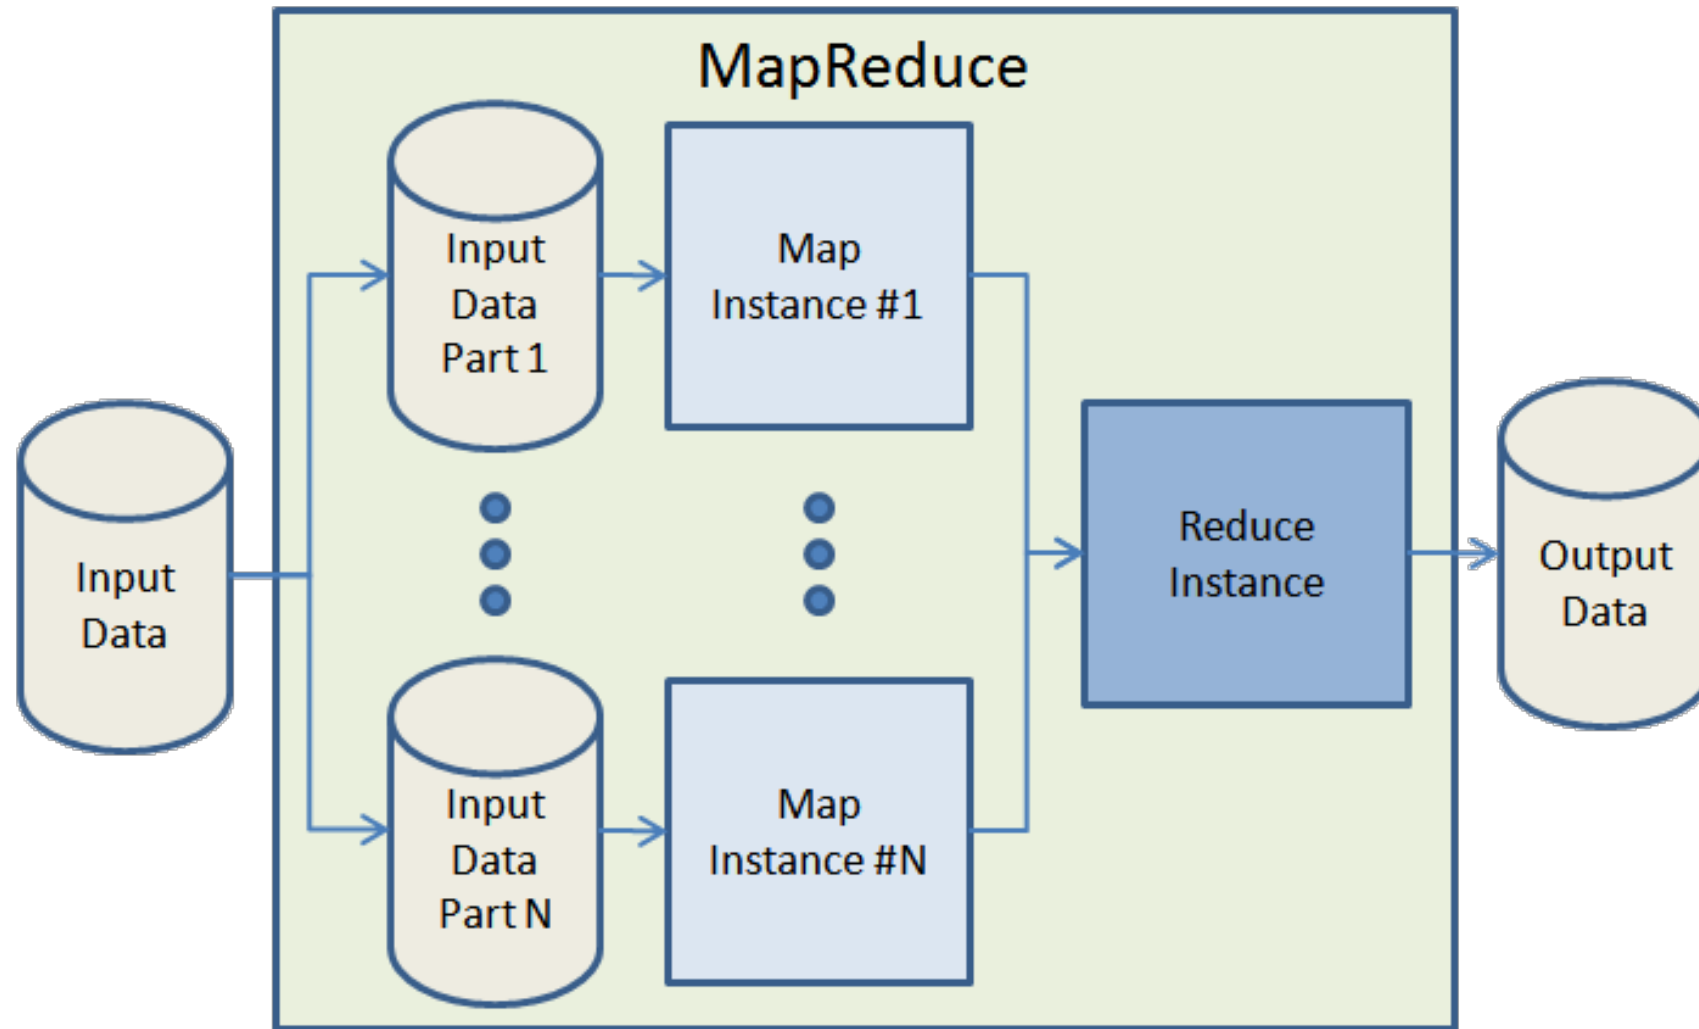 MapReduce
Input
Data
Part 1
Map
Instance #1
Input
Data
Reduce
Instance
Output
Data
Input
Data
Part N
Map
Instance #N